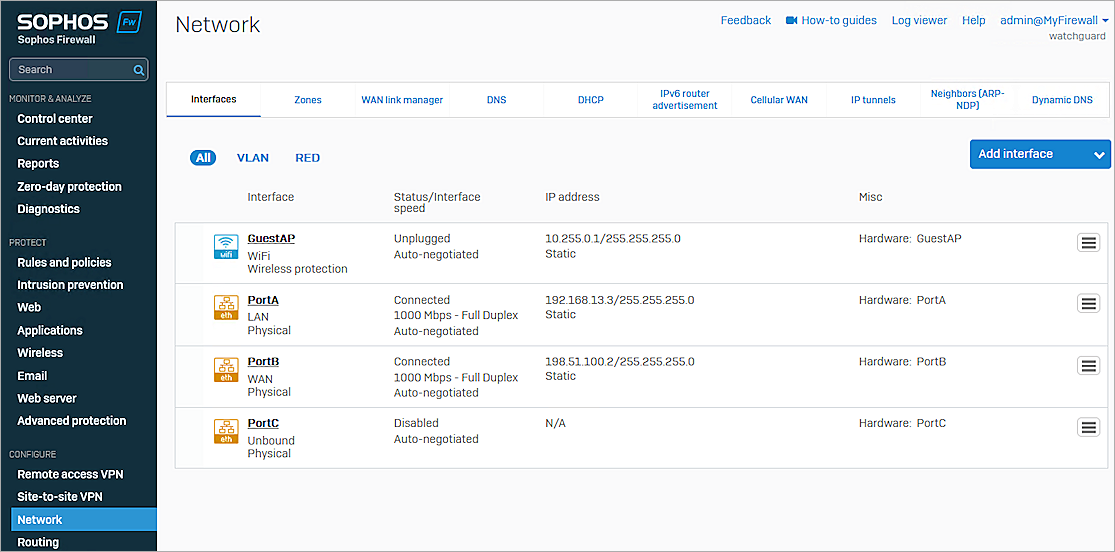 SOPHOS Fw
Sophos Firewall
Search
MONITOR & ANALYZE
Control center
Current activities
Reports
Zero-day protection
Diagnostics
PROTECT
Rules and policies
Intrusion prevention
Web
Applications
Wireless
Email
Web server
Advanced protection
CONFIGURE
Remote access VPN
Site-to-site VPN
Network
Routing
Network
Feedback How-to guides Log viewer Help admin@MyFirewall
watchguard
Interfaces Zones WAN link manager DNS DHCP IPv6 router advertisement Cellular WAN IP tunnels Neighbors (ARP-NDP) Dynamic DNS
All VLAN RED
Add interface
Interface Status/Interface speed IP address Misc
wifi GuestAP Unplugged 10.255.0.1/255.255.255.0 Hardware: GuestAP
WiFi Auto-negotiated Static
Wireless protection
eth PortA Connected 192.168.13.3/255.255.255.0 Hardware: PortA
LAN 1000 Mbps - Full Duplex Static
Physical Auto-negotiated
eth PortB Connected 198.51.100.2/255.255.255.0 Hardware: PortB
WAN 1000 Mbps - Full Duplex Static
Physical Auto-negotiated
eth PortC Disabled N/A Hardware: PortC
Unbound Auto-negotiated
Physical